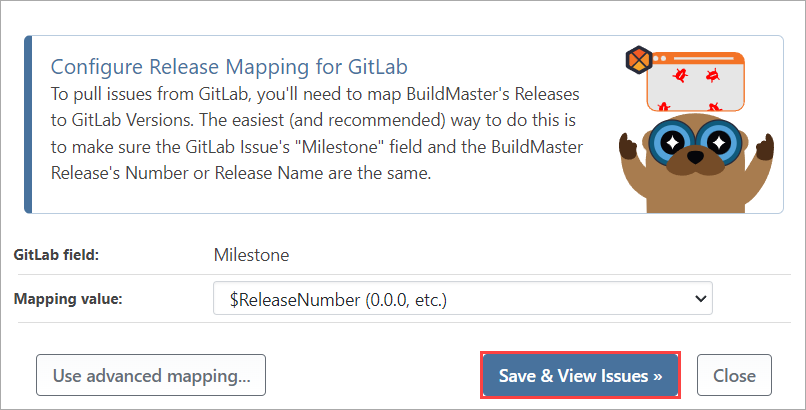 Configure Release Mapping for GitLab
To pull issues from GitLab, you'll need to map BuildMaster's Releases
to GitLab Versions. The easiest (and recommended) way to do this is
to make sure the GitLab Issue's "Milestone" field and the BuildMaster
Release's Number or Release Name are the same.
GitLab field: Milestone
Mapping value: $ReleaseNumber (0.0.0, etc.)
Use advanced mapping... Save & View Issues » Close